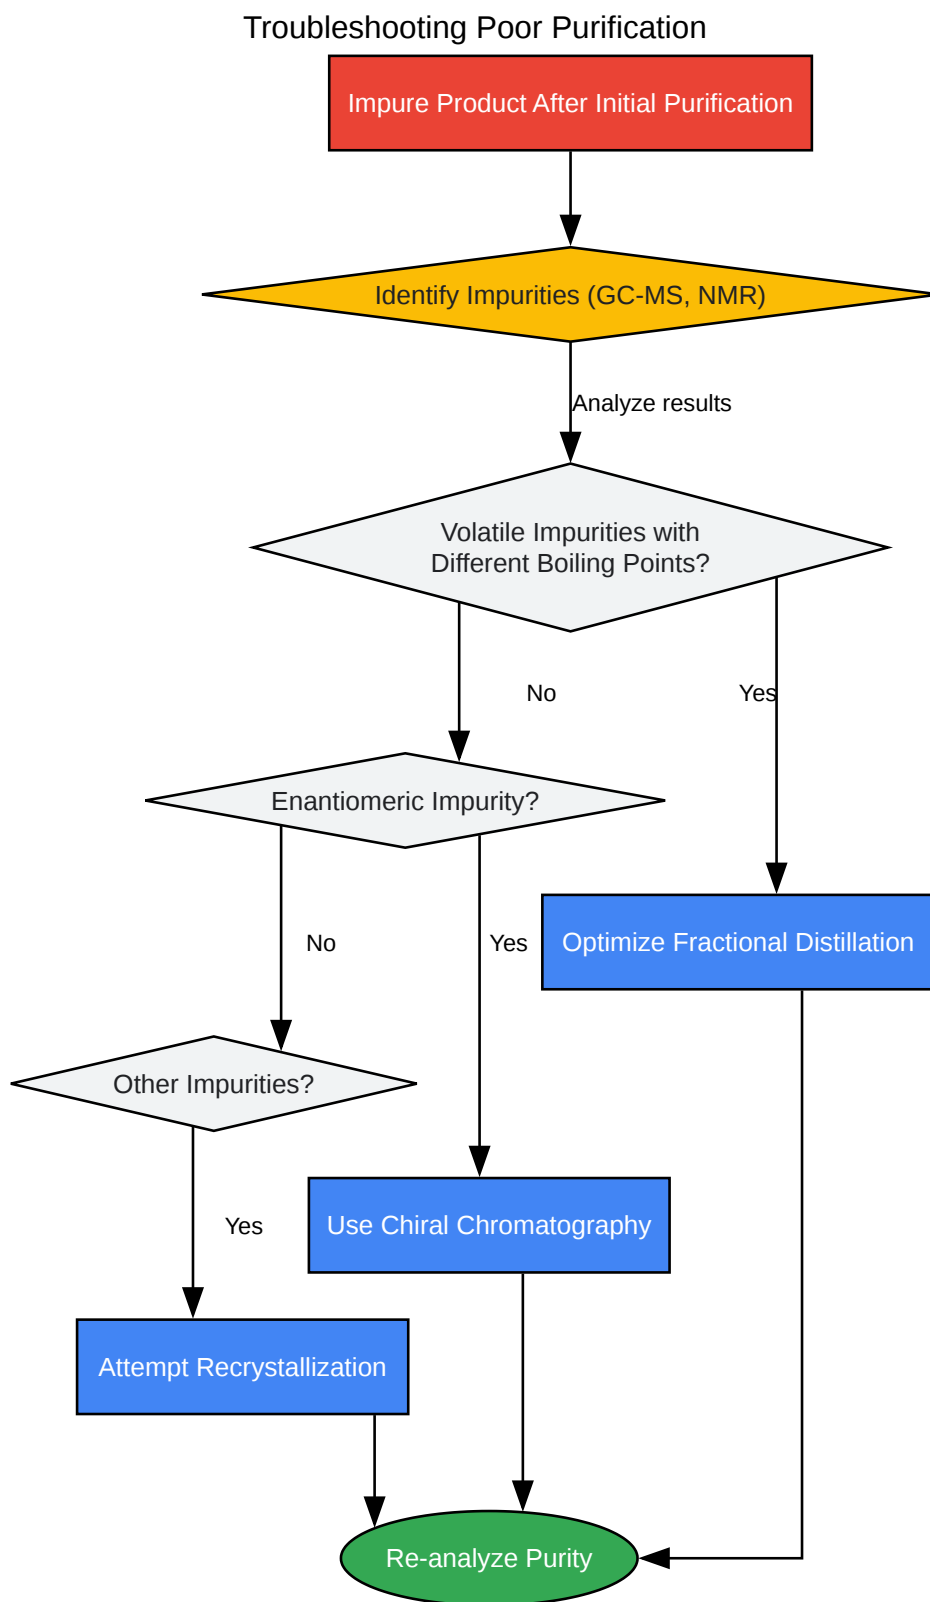 Troubleshooting Poor Purification
Impure Product After Initial Purification
Identify Impurities (GC-MS, NMR)
Analyze results
Volatile Impurities with
Different Boiling Points?
No
Yes
Enantiomeric Impurity?
No
Yes
Optimize Fractional Distillation
Other Impurities?
Yes
Use Chiral Chromatography
Attempt Recrystallization
Re-analyze Purity